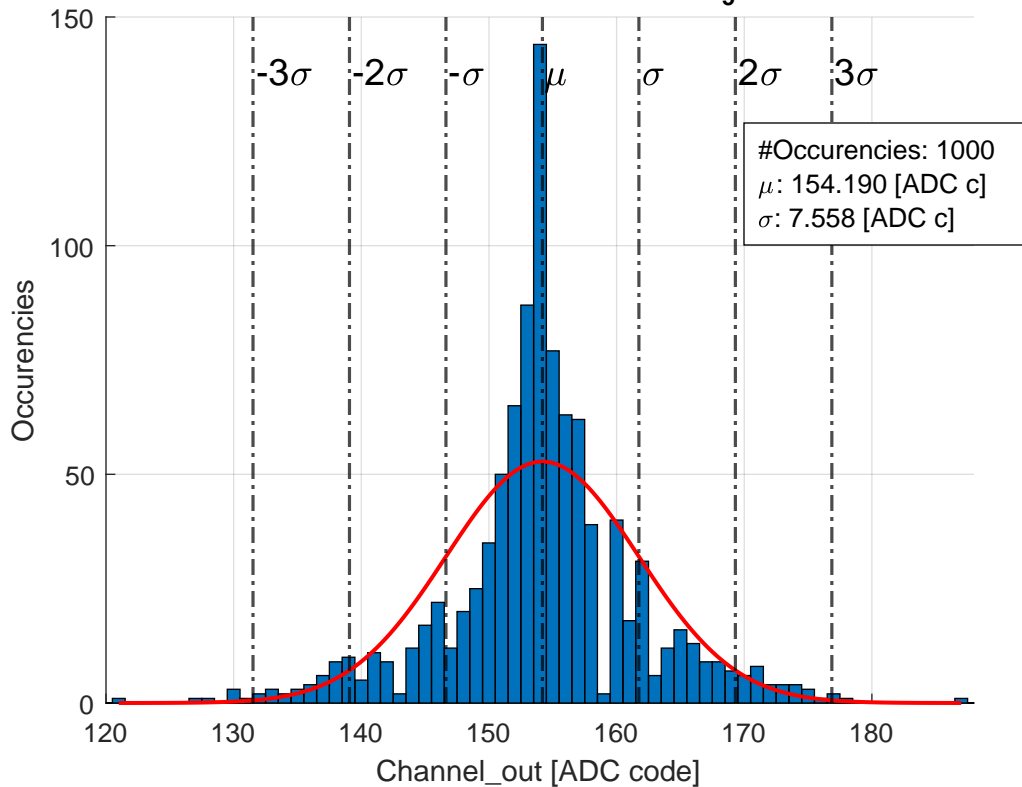 150
100
50
0
-3σ
-2σ
-σ
μ
σ
2σ
3σ
#Occurencies: 1000
μ: 154.190 [ADC c]
σ: 7.558 [ADC c]
Occurencies
120 130 140 150 160 170 180
Channel_out [ADC code]